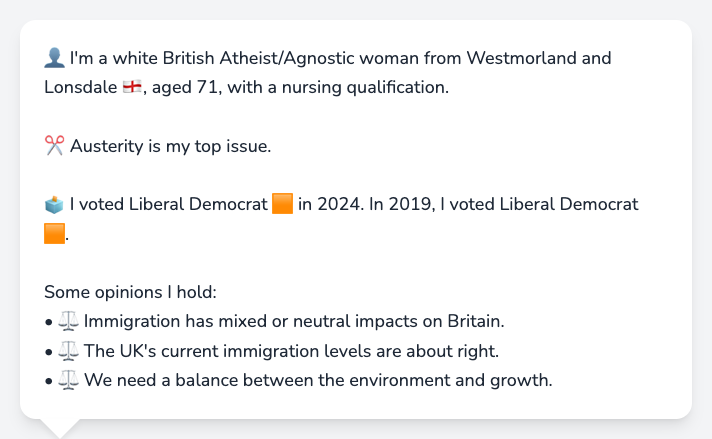 👤 I'm a white British Atheist/Agnostic woman from Westmorland and
Lonsdale 🏴󠁧󠁢󠁥󠁮󠁧󠁿, aged 71, with a nursing qualification.
✂️ Austerity is my top issue.
🗳️ I voted Liberal Democrat 🟧 in 2024. In 2019, I voted Liberal Democrat
🟧.
Some opinions I hold:
• ⚖️ Immigration has mixed or neutral impacts on Britain.
• ⚖️ The UK's current immigration levels are about right.
• ⚖️ We need a balance between the environment and growth.